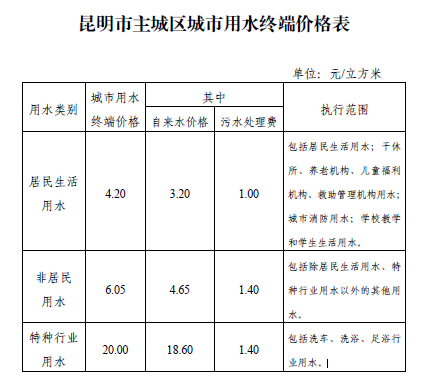 昆明市主城区城市用水终端价格表
单位：元/立方米
用水类别
城市用水
终端价格
其中
自来水价格
污水处理费
执行范围
居民生活
用水
4.20
3.20
1.00
包括居民生活用水；干休
所、养老机构、儿童福利
机构、救助管理机构用水；
城市消防用水；学校教学
和学生生活用水。
非居民
用水
6.05
4.65
1.40
包括除居民生活用水、特
种行业用水以外的其他用
水。
特种行业
用水
20.00
18.60
1.40
包括洗车、洗浴、足浴行
业用水。